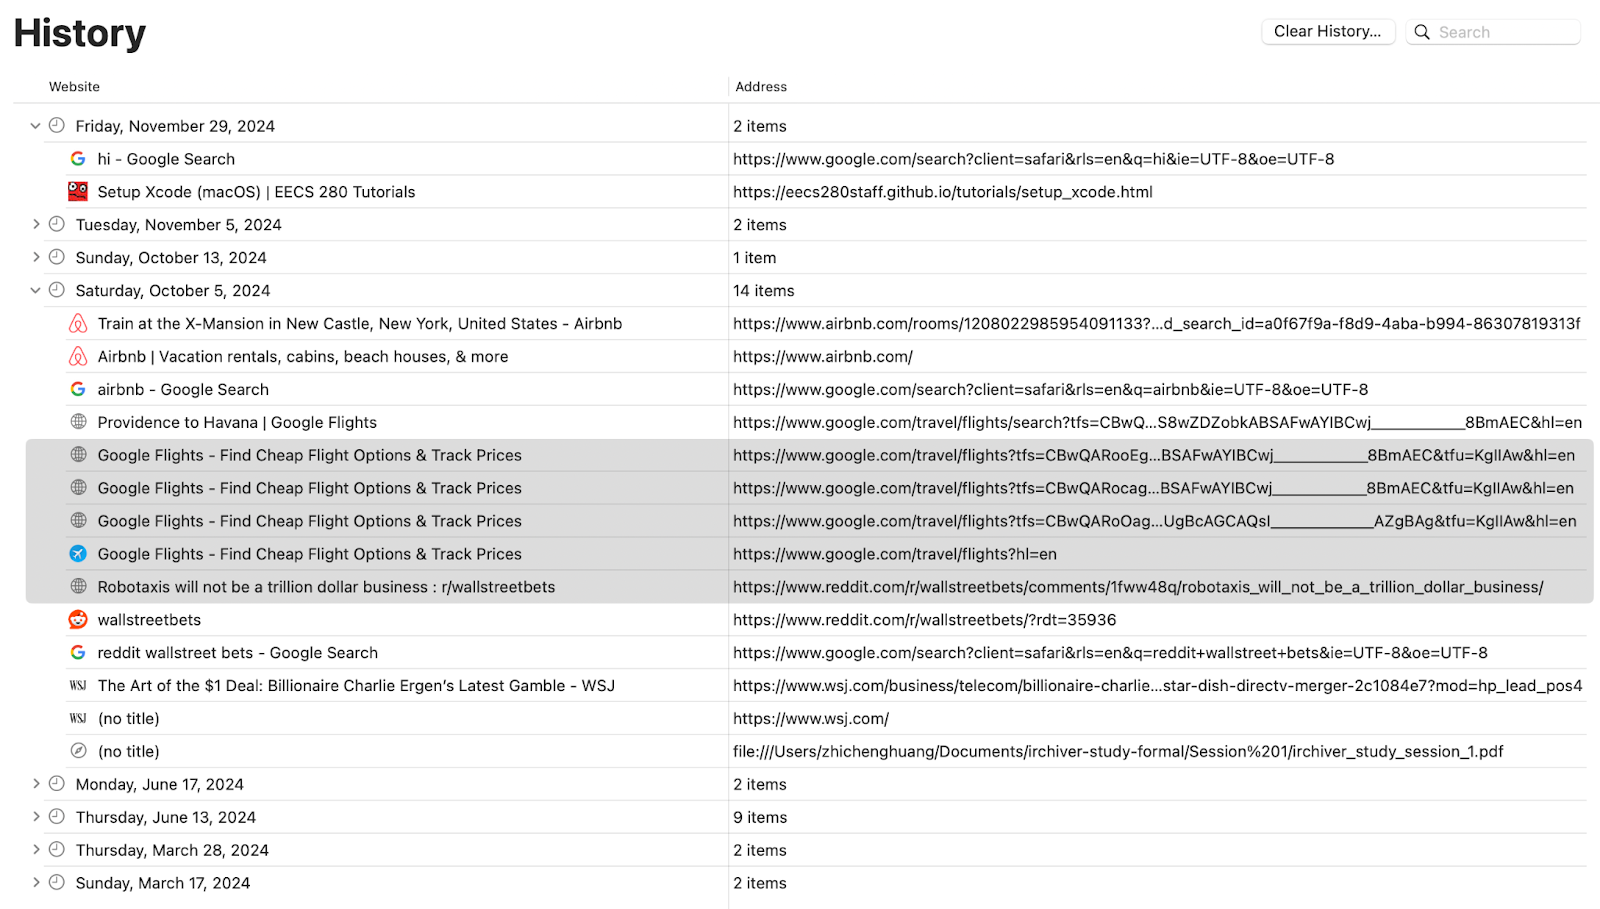 History
Clear History...
Search
Website Address
Friday, November 29, 2024 2 items
hi - Google Search https://www.google.com/search?client=safari&rls=en&q=hi&ie=UTF-8&oe=UTF-8
Setup Xcode (macOS) | EECS 280 Tutorials https://eecs280staff.github.io/tutorials/setup_xcode.html
Tuesday, November 5, 2024 2 items
Sunday, October 13, 2024 1 item
Saturday, October 5, 2024 14 items
Train at the X-Mansion in New Castle, New York, United States - Airbnb https://www.airbnb.com/rooms/1208022985954091133?...d_search_id=a0f67f9a-f8d9-4aba-b994-86307819313f
Airbnb | Vacation rentals, cabins, beach houses, & more https://www.airbnb.com/
airbnb - Google Search https://www.google.com/search?client=safari&rls=en&q=airbnb&ie=UTF-8&oe=UTF-8
Providence to Havana | Google Flights https://www.google.com/travel/flights/search?tfs=CBwQ...S8wZDZobkABSAFwAYIBCwj___________8BmAEC&hl=en
Google Flights - Find Cheap Flight Options & Track Prices https://www.google.com/travel/flights?tfs=CBwQARooEg...BSAFwAYIBCwj___________8BmAEC&tfu=KgIIAw&hl=en
Google Flights - Find Cheap Flight Options & Track Prices https://www.google.com/travel/flights?tfs=CBwQARocag...BSAFwAYIBCwj___________8BmAEC&tfu=KgIIAw&hl=en
Google Flights - Find Cheap Flight Options & Track Prices https://www.google.com/travel/flights?tfs=CBwQARoOag...UgBcAGCAQsI____________AZgBAg&tfu=KgIIAw&hl=en
Google Flights - Find Cheap Flight Options & Track Prices https://www.google.com/travel/flights?hl=en
Robotaxis will not be a trillion dollar business : r/wallstreetbets https://www.reddit.com/r/wallstreetbets/comments/1fww48q/robotaxis_will_not_be_a_trillion_dollar_business/
wallstreetbets https://www.reddit.com/r/wallstreetbets/?rdt=35936
reddit wallstreet bets - Google Search https://www.google.com/search?client=safari&rls=en&q=reddit+wallstreet+bets&ie=UTF-8&oe=UTF-8
WSJ The Art of the $1 Deal: Billionaire Charlie Ergen’s Latest Gamble - WSJ https://www.wsj.com/business/telecom/billionaire-charlie...star-dish-directv-merger-2c1084e7?mod=hp_lead_pos4
WSJ (no title) https://www.wsj.com/
(no title) file:///Users/zhichenghuang/Documents/irchiver-study-formal/Session%201/irchiver_study_session_1.pdf
Monday, June 17, 2024 2 items
Thursday, June 13, 2024 9 items
Thursday, March 28, 2024 2 items
Sunday, March 17, 2024 2 items